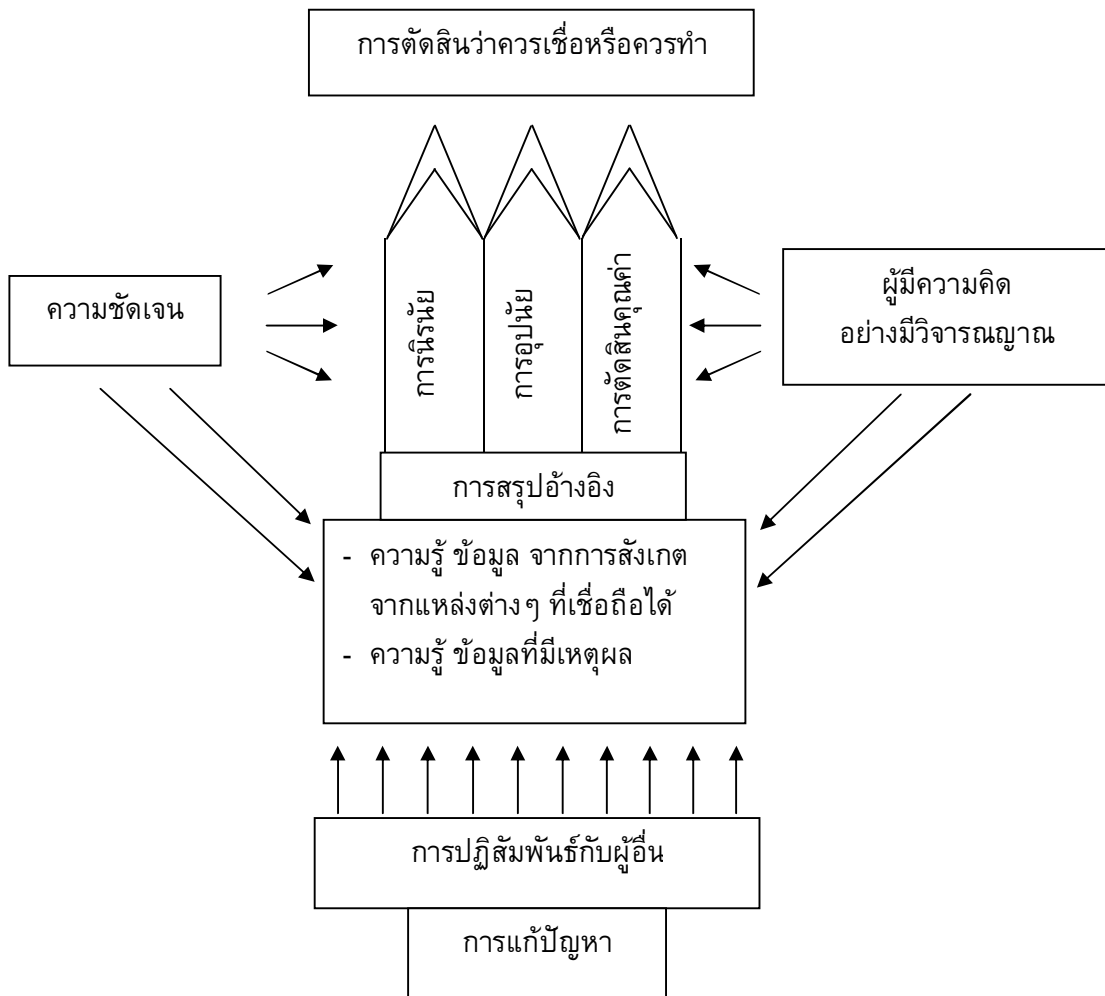 การตัดสินว่าควรเชื่อหรือควรทำ
ความชัดเจน
การนิรนัย
การอุปนัย
การตัดสินคุณค่า
ผู้มีความคิด
อย่างมีวิจารณญาณ
การสรุปอ้างอิง
- ความรู้ ข้อมูล จากการสังเกต
จากแหล่งต่างๆ ที่เชื่อถือได้
- ความรู้ ข้อมูลที่มีเหตุผล
การปฏิสัมพันธ์กับผู้อื่น
การแก้ปัญหา